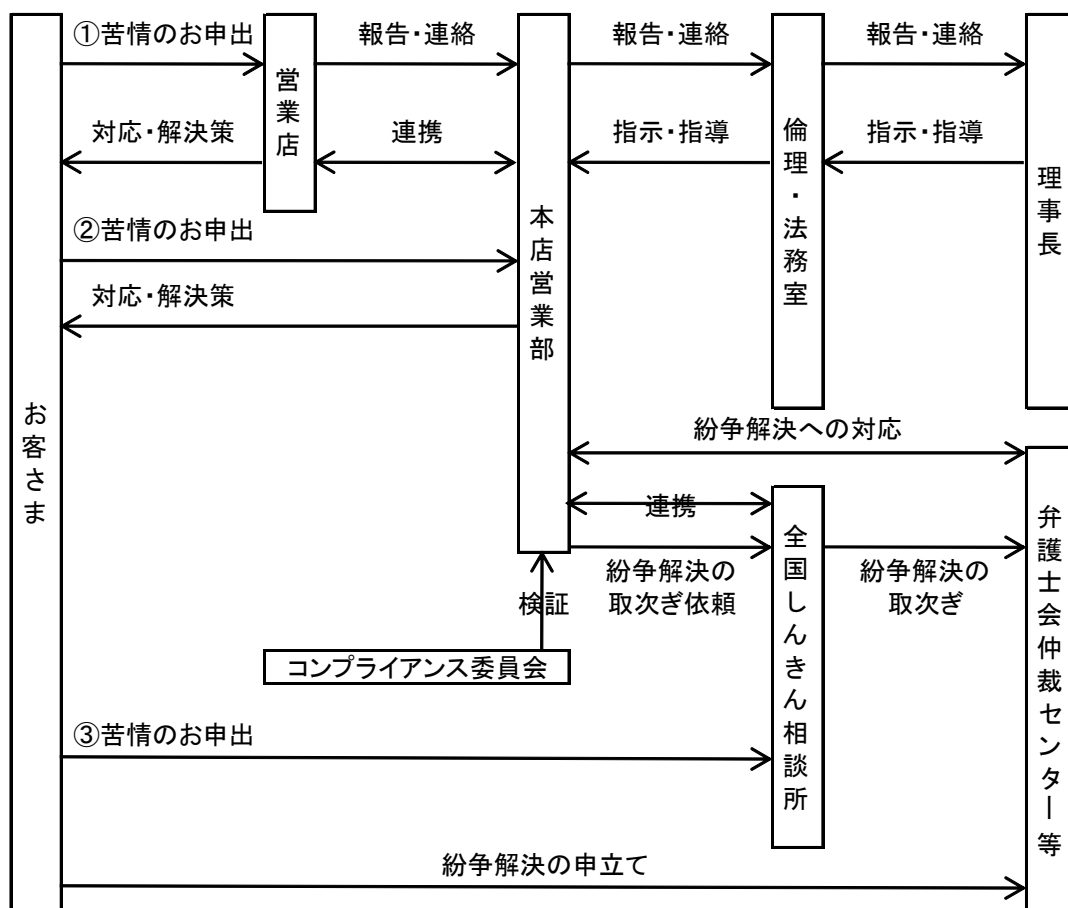 ①苦情のお申出
報告・連絡
報告・連絡
報告・連絡
営業店
対応・解決策
連携
指示・指導
指示・指導
倫理・法務室
理事長
本店営業部
②苦情のお申出
対応・解決策
お客さま
紛争解決への対応
連携
全国しんきん相談所
弁護士会仲裁センター等
紛争解決の
取次ぎ依頼
紛争解決の
取次ぎ
検証
コンプライアンス委員会
③苦情のお申出
紛争解決の申立て